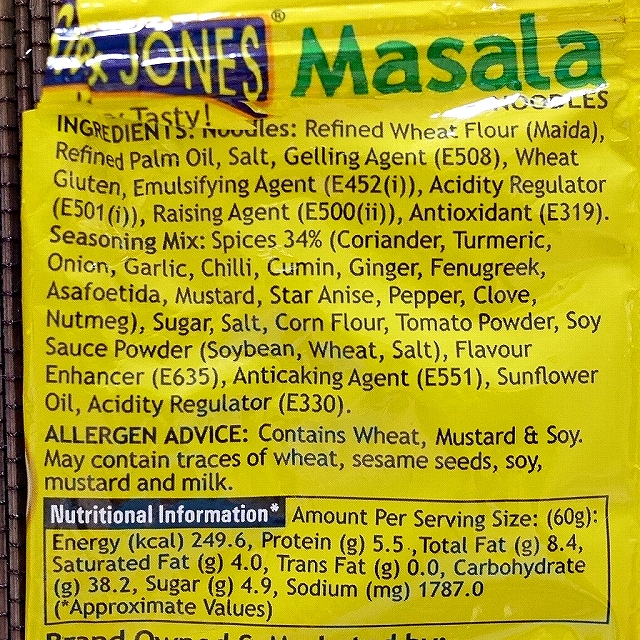 JONES® Masala
NOODLES
Tasty!
INGREDIENTS: Noodles: Refined Wheat Flour (Maida),
Refined Palm Oil, Salt, Gelling Agent (E508), Wheat
Gluten, Emulsifying Agent (E452(i)), Acidity Regulator
(E501(i)), Raising Agent (E500(ii)), Antioxidant (E319).
Seasoning Mix: Spices 34% (Coriander, Turmeric,
Onion, Garlic, Chilli, Cumin, Ginger, Fenugreek,
Asafoetida, Mustard, Star Anise, Pepper, Clove,
Nutmeg), Sugar, Salt, Corn Flour, Tomato Powder, Soy
Sauce Powder (Soybean, Wheat, Salt), Flavour
Enhancer (E635), Anticaking Agent (E551), Sunflower
Oil, Acidity Regulator (E330).
ALLERGEN ADVICE: Contains Wheat, Mustard & Soy.
May contain traces of wheat, sesame seeds, soy,
mustard and milk.
Nutritional Information* Amount Per Serving Size: (60g):
Energy (kcal) 249.6, Protein (g) 5.5.,Total Fat (g) 8.4,
Saturated Fat (g) 4.0, Trans Fat (g) 0.0, Carbohydrate
(g) 38.2, Sugar (g) 4.9, Sodium (mg) 1787.0
(*Approximate Values)